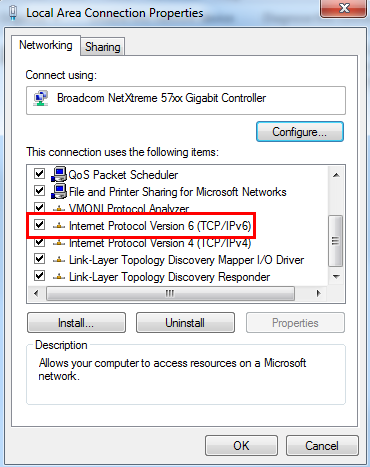 Local Area Connection Properties
Networking
Sharing
Connect using:
Broadcom NetXtreme 57xx Gigabit Controller
Configure...
This connection uses the following items:
QoS Packet Scheduler
File and Printer Sharing for Microsoft Networks
VMONI Protocol Analyzer
Internet Protocol Version 6 (TCP/IPv6)
Internet Protocol Version 4 (TCP/IPv4)
Link-Layer Topology Discovery Mapper I/O Driver
Link-Layer Topology Discovery Responder
Install...
Uninstall
Properties
Description
Allows your computer to access resources on a Microsoft
network.
OK
Cancel